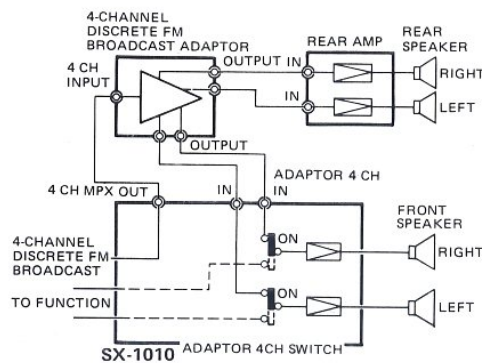 4-CHANNEL
DISCRETE FM
BROADCAST ADAPTOR
REAR AMP
REAR
SPEAKER
OUTPUT IN
4 CH
INPUT
RIGHT
IN
LEFT
OUTPUT
ADAPTOR 4 CH
4 CH MPX OUT
IN
IN
FRONT
SPEAKER
4-CHANNEL
DISCRETE FM
BROADCAST
ON
RIGHT
TO FUNCTION
ON
LEFT
SX-1010
ADAPTOR 4CH SWITCH